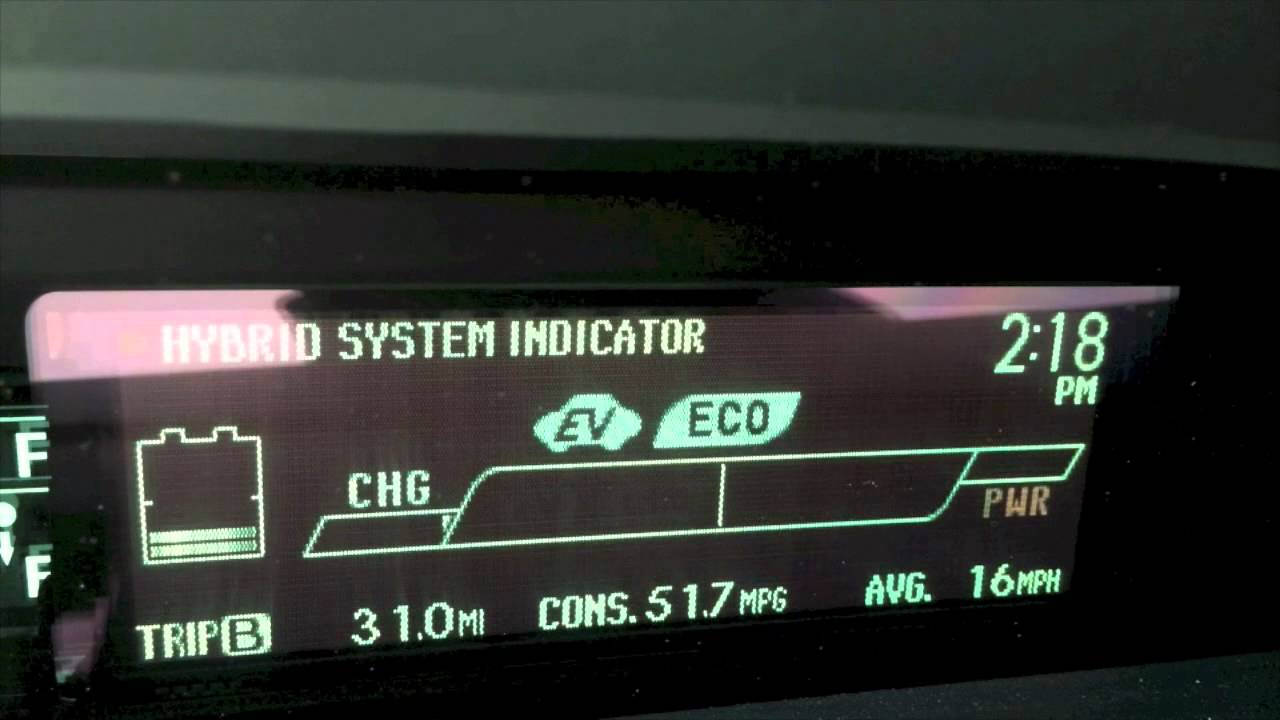 HYBRID SYSTEM INDICATOR
2:18
PM
EV ECO
F
CHG
PWR
F
TRIP B 31.0 MI CONS. 51.7 MPG AVG. 16 MPH